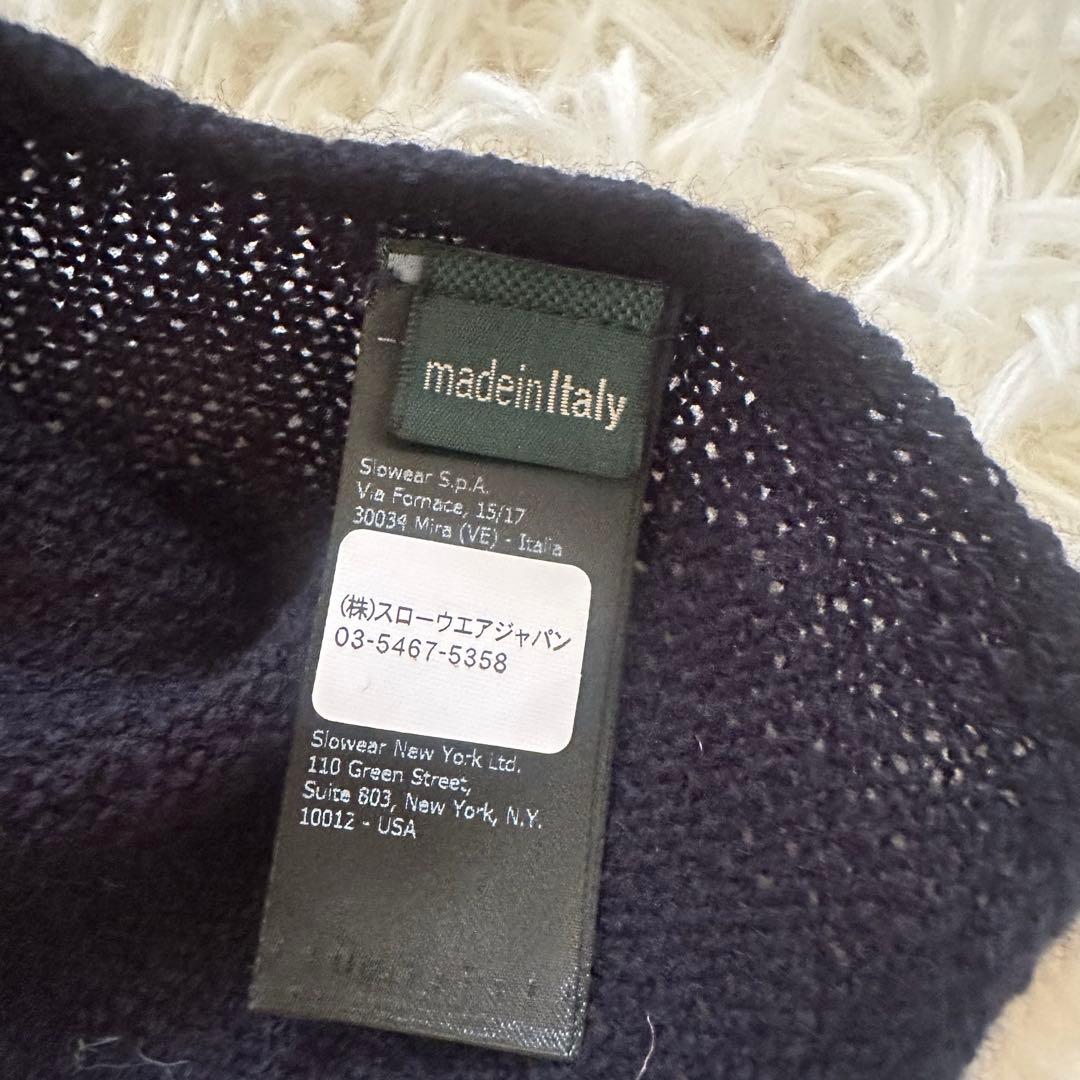 madeinItaly
Slowear S.p.A.
Via Fornace, 15/17
30034 Mira (VE) - Italia
(株)スローウエアジャパン
03-5467-5358
Slowear New York Ltd.
110 Green Street,
Suite 803, New York, N.Y.
10012 - USA